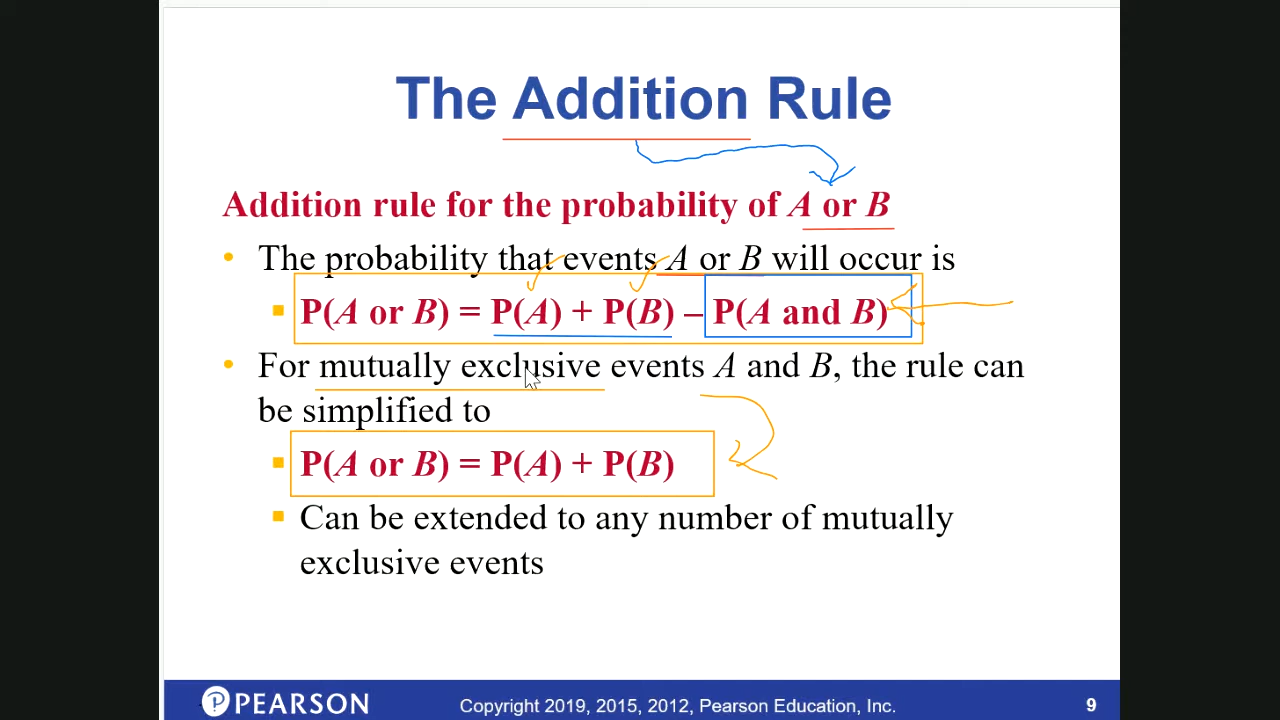 The Addition Rule
Addition rule for the probability of A or B
• The probability that events A or B will occur is
▪ P(A or B) = P(A) + P(B) – P(A and B)
• For mutually exclusive events A and B, the rule can
be simplified to
▪ P(A or B) = P(A) + P(B)
▪ Can be extended to any number of mutually
exclusive events
PEARSON
Copyright 2019, 2015, 2012, Pearson Education, Inc.
9